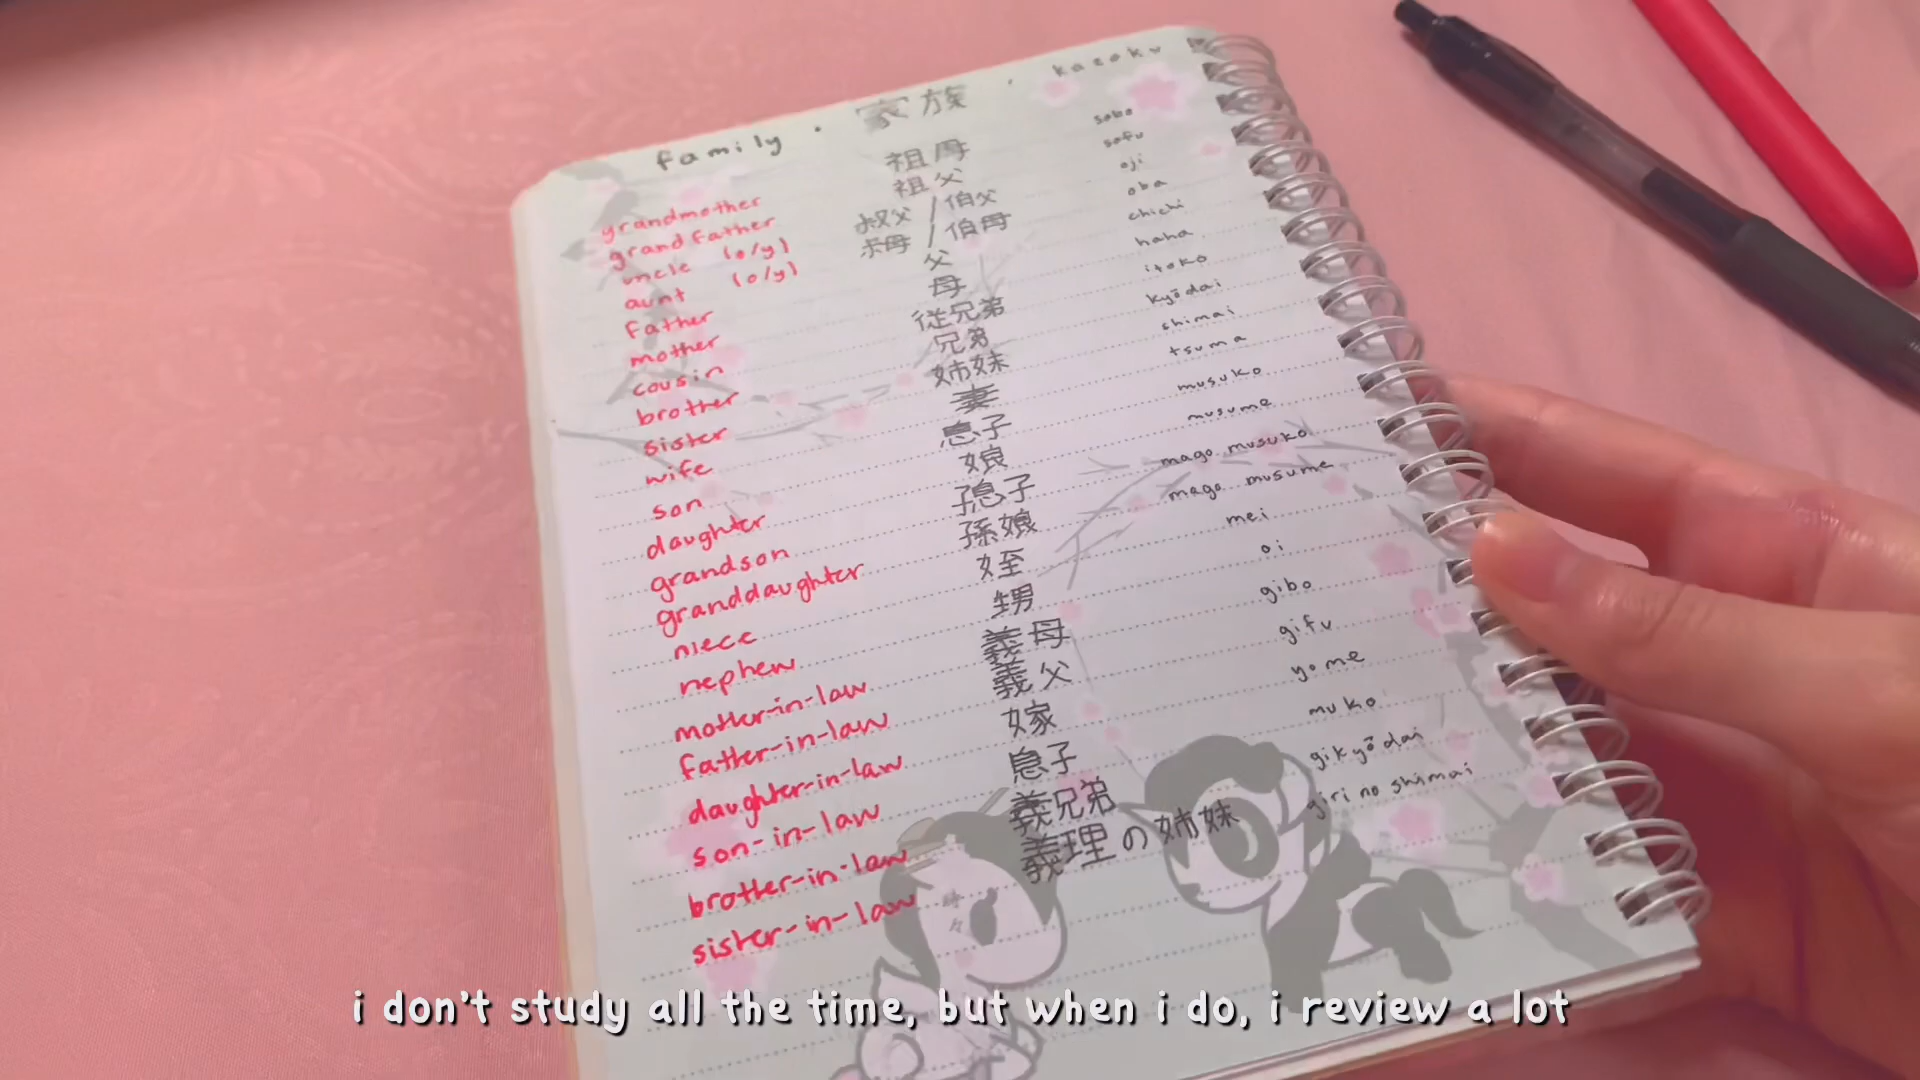 family · 家族 · kazoku
grandmother 祖母 sobo
grandfather 祖父 sofu
uncle (o/y) 叔父 / 伯父 oji
aunt (o/y) 叔母 / 伯母 oba
father 父 chichi
mother 母 haha
cousin 従兄弟 itoko
brother 兄弟 kyōdai
sister 姉妹 shimai
wife 妻 tsuma
son 息子 musuko
daughter 娘 musume
grandson 孫息子 mago musuko
granddaughter 孫娘 mago musume
niece 姪 mei
nephew 甥 oi
mother-in-law 義母 gibo
father-in-law 義父 gifu
daughter-in-law 嫁 yome
son-in-law 息子 muko
brother-in-law 義兄弟 gikyōdai
sister-in-law 義理の姉妹 giri no shimai
i don't study all the time, but when i do, i review a lot